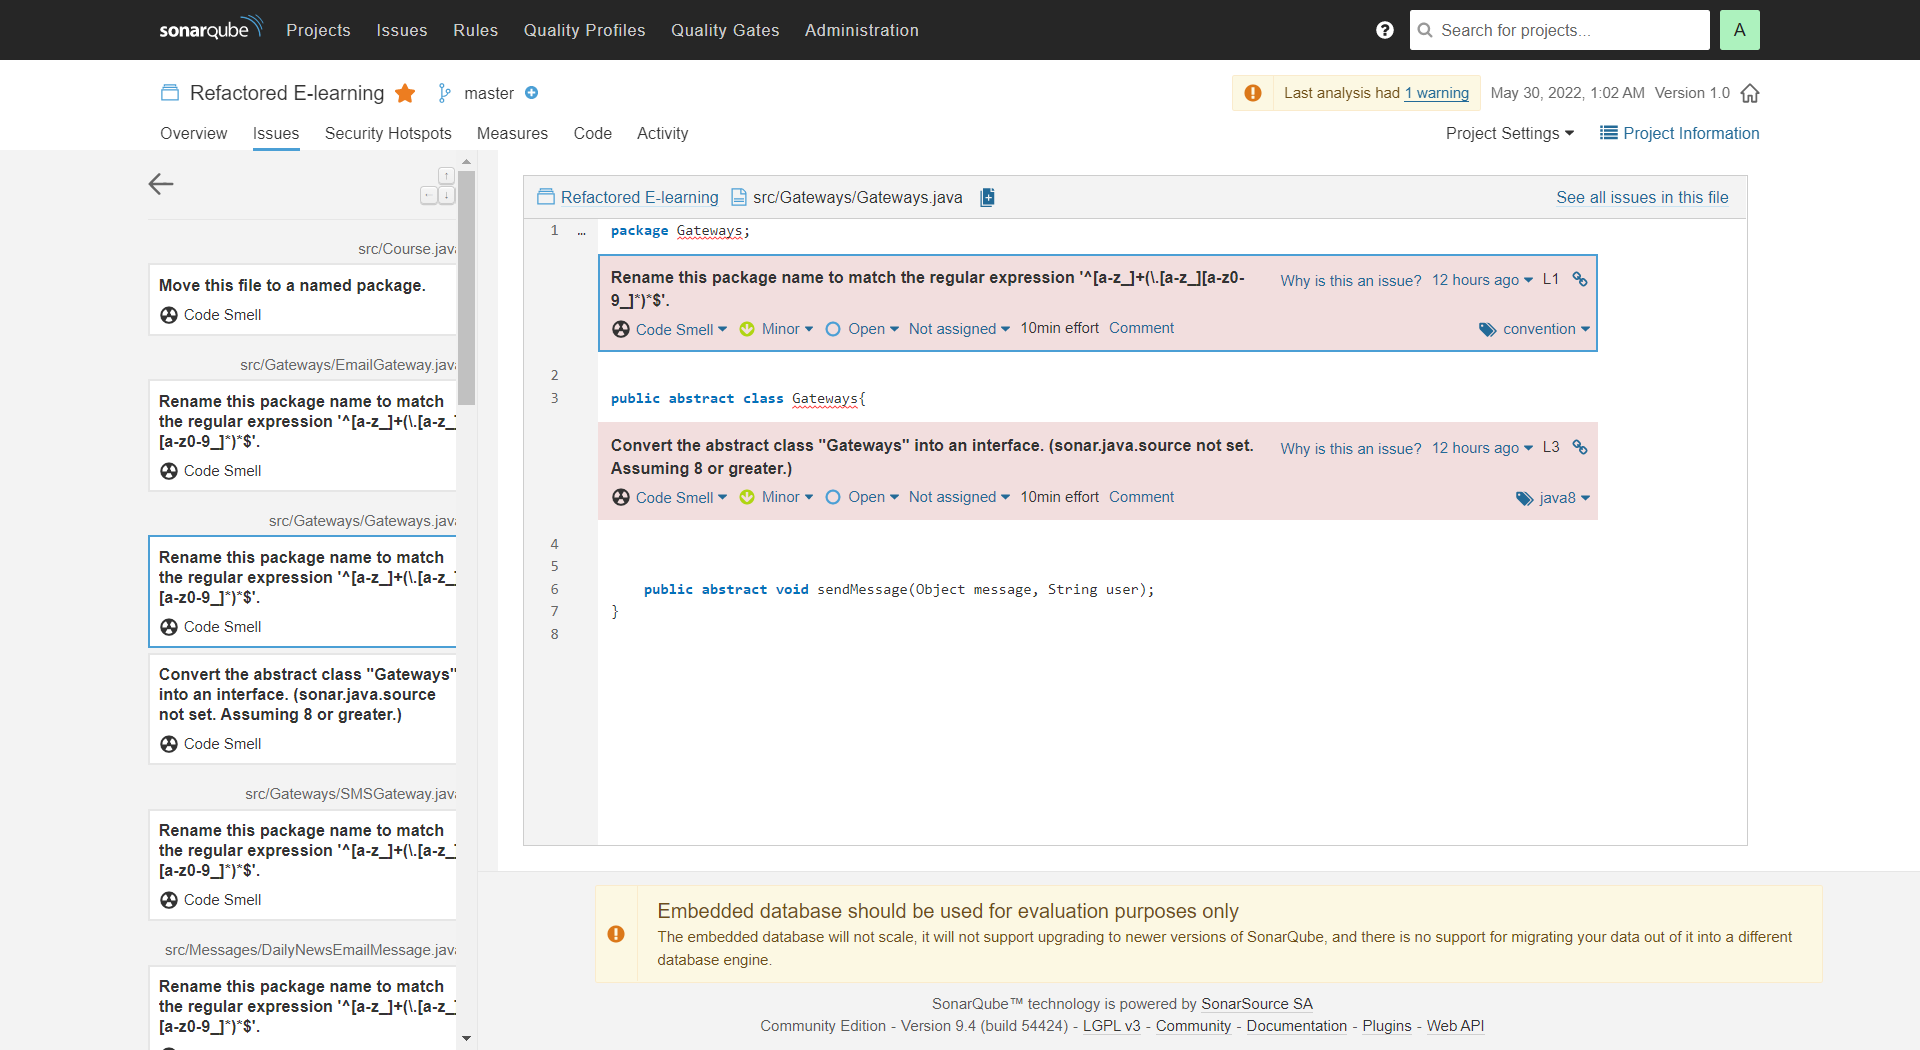 sonarqube Projects Issues Rules Quality Profiles Quality Gates Administration ? Search for projects... A
Refactored E-learning master Last analysis had 1 warning May 30, 2022, 1:02 AM Version 1.0
Overview Issues Security Hotspots Measures Code Activity Project Settings Project Information
src/Course.java
Move this file to a named package.
Code Smell
src/Gateways/EmailGateway.java
Rename this package name to match
the regular expression '^[a-z_]+(\.[a-z_]
[a-z0-9_]*)*$'.
Code Smell
src/Gateways/Gateways.java
Rename this package name to match
the regular expression '^[a-z_]+(\.[a-z_]
[a-z0-9_]*)*$'.
Code Smell
Convert the abstract class "Gateways"
into an interface. (sonar.java.source
not set. Assuming 8 or greater.)
Code Smell
src/Gateways/SMSGateway.java
Rename this package name to match
the regular expression '^[a-z_]+(\.[a-z_]
[a-z0-9_]*)*$'.
Code Smell
src/Messages/DailyNewsEmailMessage.java
Rename this package name to match
the regular expression '^[a-z_]+(\.[a-z_]
[a-z0-9_]*)*$'.
Refactored E-learning src/Gateways/Gateways.java See all issues in this file
1 … package Gateways;
Rename this package name to match the regular expression '^[a-z_]+(\.[a-z_][a-z0-
9_]*)*$'.
Why is this an issue? 12 hours ago L1
Code Smell Minor Open Not assigned 10min effort Comment convention
2
3 public abstract class Gateways{
Convert the abstract class "Gateways" into an interface. (sonar.java.source not set.
Assuming 8 or greater.)
Why is this an issue? 12 hours ago L3
Code Smell Minor Open Not assigned 10min effort Comment java8
4
5
6 public abstract void sendMessage(Object message, String user);
7 }
8
Embedded database should be used for evaluation purposes only
The embedded database will not scale, it will not support upgrading to newer versions of SonarQube, and there is no support for migrating your data out of it into a different
database engine.
SonarQube™ technology is powered by SonarSource SA
Community Edition - Version 9.4 (build 54424) - LGPL v3 - Community - Documentation - Plugins - Web API